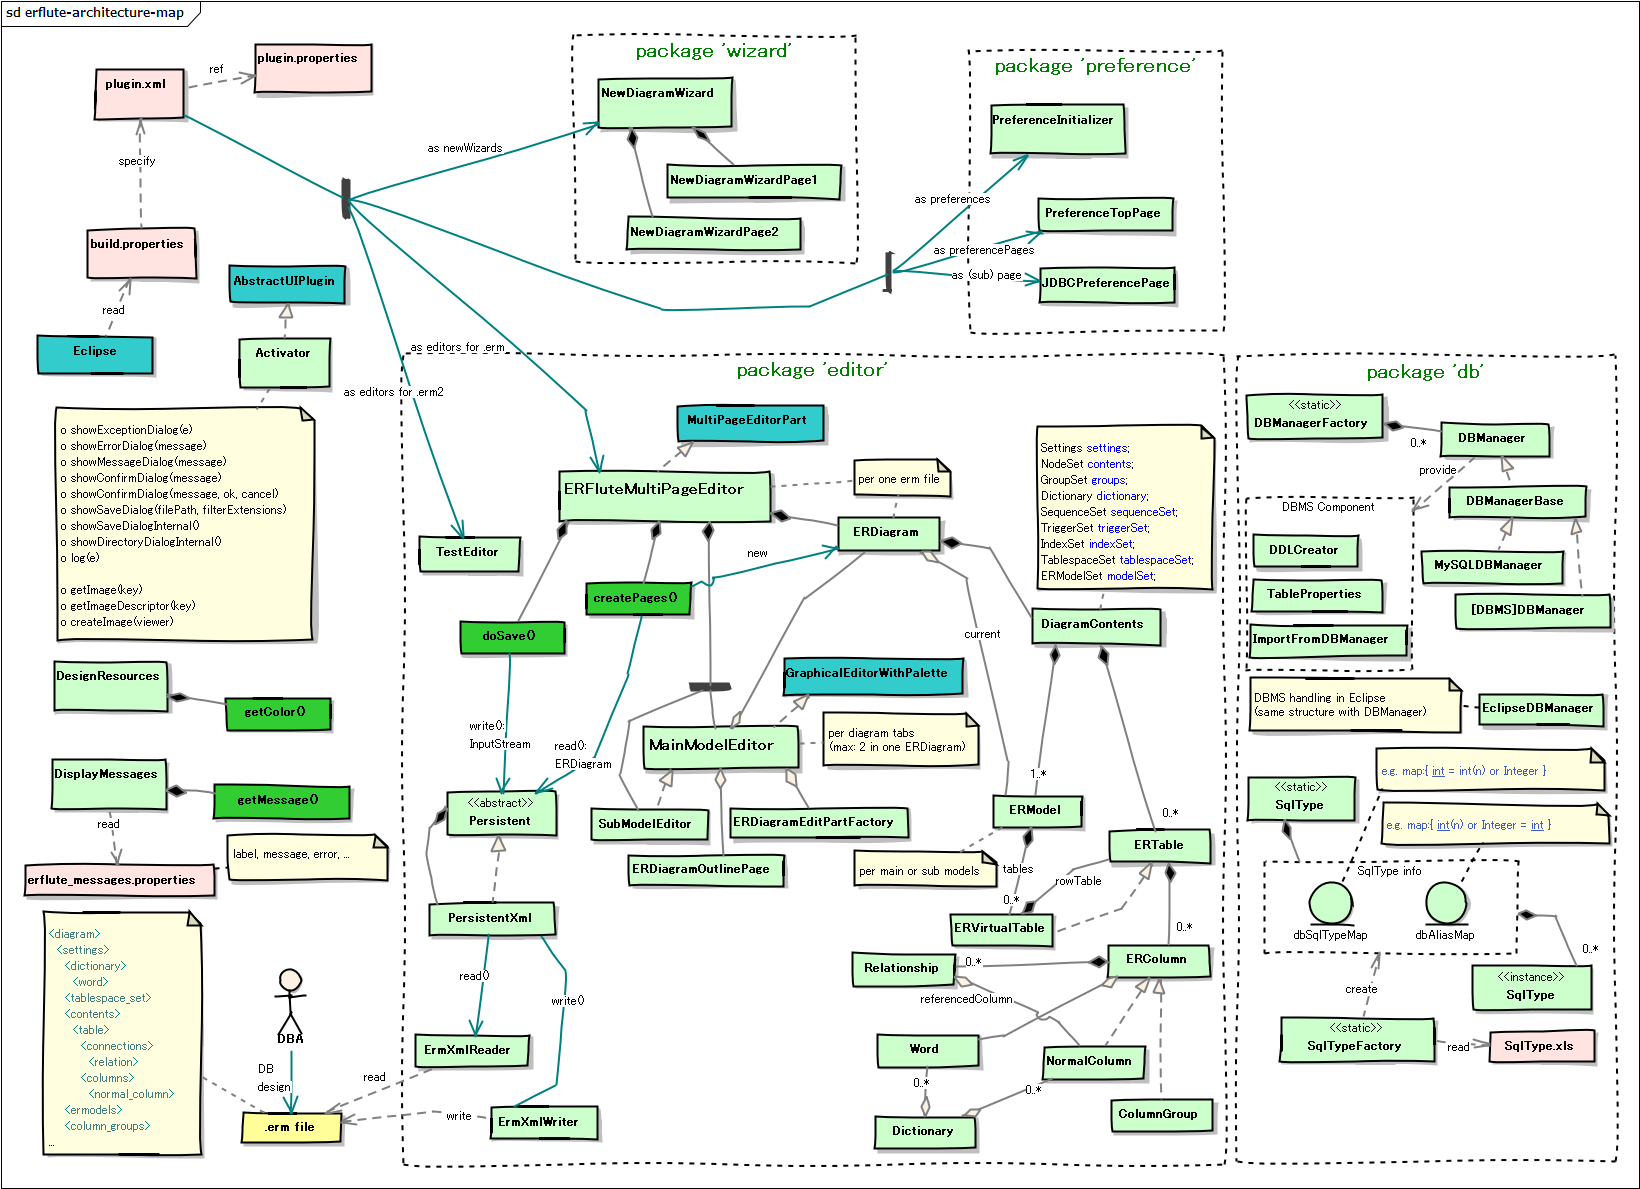 sd erflute-architecture-map
plugin.xml
ref
plugin.properties
specify
build.properties
read
Eclipse
AbstractUIPlugin
Activator
o showExceptionDialog(e)
o showErrorDialog(message)
o showMessageDialog(message)
o showConfirmDialog(message)
o showConfirmDialog(message, ok, cancel)
o showSaveDialog(filePath, filterExtensions)
o showSaveDialogInternal()
o showDirectoryDialogInternal()
o log(e)
o getImage(key)
o getImageDescriptor(key)
o createImage(viewer)
DesignResources
getColor()
DisplayMessages
getMessage()
read
label, message, error, ...
erflute_messages.properties
<diagram>
<settings>
<dictionary>
<word>
<tablespace_set>
<contents>
<table>
<connections>
<relation>
<columns>
<normal_column>
<ermodels>
<column_groups>
...
DBA
DB
design
.erm file
read
write
as newWizards
as editors for .erm
as editors for .erm2
package 'wizard'
NewDiagramWizard
NewDiagramWizardPage1
NewDiagramWizardPage2
package 'preference'
PreferenceInitializer
as preferences
PreferenceTopPage
as preferencePages
as (sub) page
JDBCPreferencePage
package 'editor'
MultiPageEditorPart
ERFluteMultiPageEditor
per one erm file
ERDiagram
TestEditor
new
createPages()
doSave()
Settings settings;
NodeSet contents;
GroupSet groups;
Dictionary dictionary;
SequenceSet sequenceSet;
TriggerSet triggerSet;
IndexSet indexSet;
TablespaceSet tablespaceSet;
ERModelSet modelSet;
DiagramContents
current
GraphicalEditorWithPalette
write():
InputStream
read():
ERDiagram
MainModelEditor
per diagram tabs
(max: 2 in one ERDiagram)
<<abstract>>
Persistent
SubModelEditor
ERDiagramEditPartFactory
ERDiagramOutlinePage
1..*
ERModel
0..*
ERTable
per main or sub models
tables
rowTable
0..*
ERVirtualTable
0..*
PersistentXml
read()
write()
ErmXmlReader
ErmXmlWriter
Relationship
0..*
ERColumn
referencedColumn
Word
NormalColumn
0..*
0..*
Dictionary
ColumnGroup
package 'db'
<<static>>
DBManagerFactory
0..*
DBManager
provide
DBManagerBase
DBMS Component
DDLCreator
TableProperties
ImportFromDBManager
MySQLDBManager
[DBMS]DBManager
DBMS handling in Eclipse
(same structure with DBManager)
EclipseDBManager
e.g. map:{ int = int(n) or Integer }
<<static>>
SqlType
e.g. map:{ int(n) or Integer = int }
SqlType info
dbSqlTypeMap
dbAliasMap
0..*
<<instance>>
SqlType
create
<<static>>
SqlTypeFactory
read
SqlType.xls